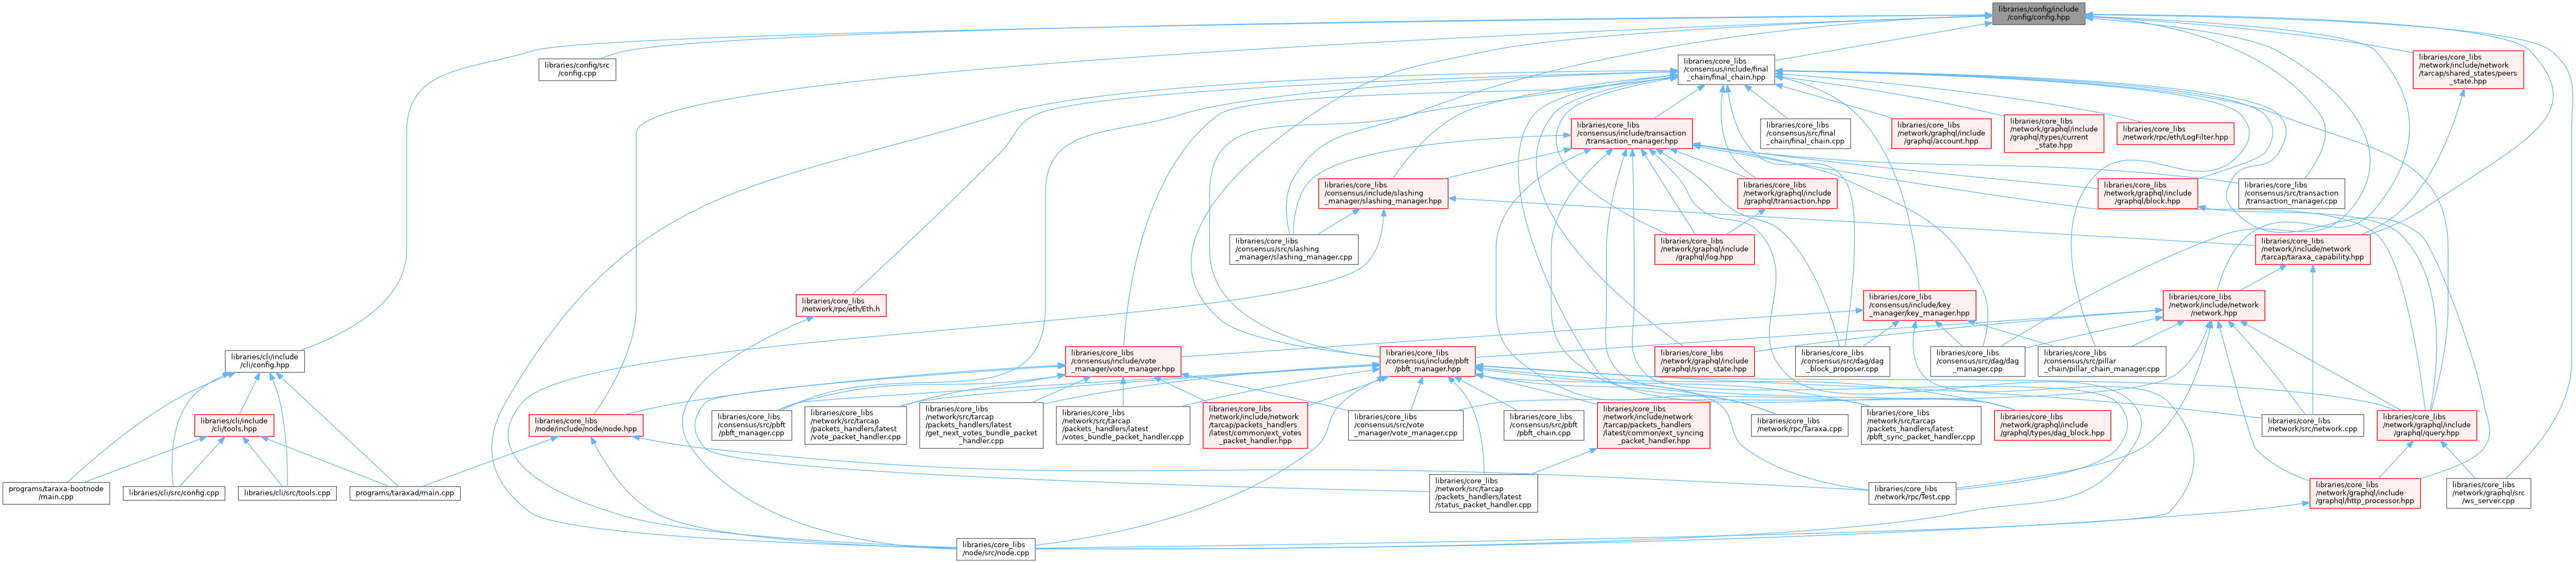 libraries/config/include
/config/config.hpp
libraries/config/src
/config.cpp
libraries/core_libs
/consensus/include/final
_chain/final_chain.hpp
libraries/core_libs
/network/include/network
/tarcap/shared_states/peers
_state.hpp
libraries/core_libs
/consensus/include/transaction
/transaction_manager.hpp
libraries/core_libs
/consensus/src/final
_chain/final_chain.cpp
libraries/core_libs
/network/graphql/include
/graphql/account.hpp
libraries/core_libs
/network/graphql/include
/graphql/types/current
_state.hpp
libraries/core_libs
/network/rpc/eth/LogFilter.hpp
libraries/core_libs
/consensus/include/slashing
_manager/slashing_manager.hpp
libraries/core_libs
/network/graphql/include
/graphql/transaction.hpp
libraries/core_libs
/network/graphql/include
/graphql/block.hpp
libraries/core_libs
/consensus/src/transaction
/transaction_manager.cpp
libraries/core_libs
/consensus/src/slashing
_manager/slashing_manager.cpp
libraries/core_libs
/network/graphql/include
/graphql/log.hpp
libraries/core_libs
/network/include/network
/tarcap/taraxa_capability.hpp
libraries/core_libs
/network/rpc/eth/Eth.h
libraries/core_libs
/consensus/include/key
_manager/key_manager.hpp
libraries/core_libs
/network/include/network
/network.hpp
libraries/cli/include
/cli/config.hpp
libraries/core_libs
/consensus/include/vote
_manager/vote_manager.hpp
libraries/core_libs
/consensus/include/pbft
/pbft_manager.hpp
libraries/core_libs
/network/graphql/include
/graphql/sync_state.hpp
libraries/core_libs
/consensus/src/dag/dag
_block_proposer.cpp
libraries/core_libs
/consensus/src/dag/dag
_manager.cpp
libraries/core_libs
/consensus/src/pillar
_chain/pillar_chain_manager.cpp
libraries/cli/include
/cli/tools.hpp
libraries/core_libs
/node/include/node/node.hpp
libraries/core_libs
/consensus/src/pbft
/pbft_manager.cpp
libraries/core_libs
/network/src/tarcap
/packets_handlers/latest
/vote_packet_handler.cpp
libraries/core_libs
/network/src/tarcap
/packets_handlers/latest
/get_next_votes_bundle_packet
_handler.cpp
libraries/core_libs
/network/src/tarcap
/packets_handlers/latest
/votes_bundle_packet_handler.cpp
libraries/core_libs
/network/include/network
/tarcap/packets_handlers
/latest/common/ext_votes
_packet_handler.hpp
libraries/core_libs
/consensus/src/vote
_manager/vote_manager.cpp
libraries/core_libs
/consensus/src/pbft
/pbft_chain.cpp
libraries/core_libs
/network/include/network
/tarcap/packets_handlers
/latest/common/ext_syncing
_packet_handler.hpp
libraries/core_libs
/network/rpc/Taraxa.cpp
libraries/core_libs
/network/src/tarcap
/packets_handlers/latest
/pbft_sync_packet_handler.cpp
libraries/core_libs
/network/graphql/include
/graphql/types/dag_block.hpp
libraries/core_libs
/network/src/network.cpp
libraries/core_libs
/network/graphql/include
/graphql/query.hpp
programs/taraxa-bootnode
/main.cpp
libraries/cli/src/config.cpp
libraries/cli/src/tools.cpp
programs/taraxad/main.cpp
libraries/core_libs
/network/src/tarcap
/packets_handlers/latest
/status_packet_handler.cpp
libraries/core_libs
/network/rpc/Test.cpp
libraries/core_libs
/network/graphql/include
/graphql/http_processor.hpp
libraries/core_libs
/network/graphql/src
/ws_server.cpp
libraries/core_libs
/node/src/node.cpp